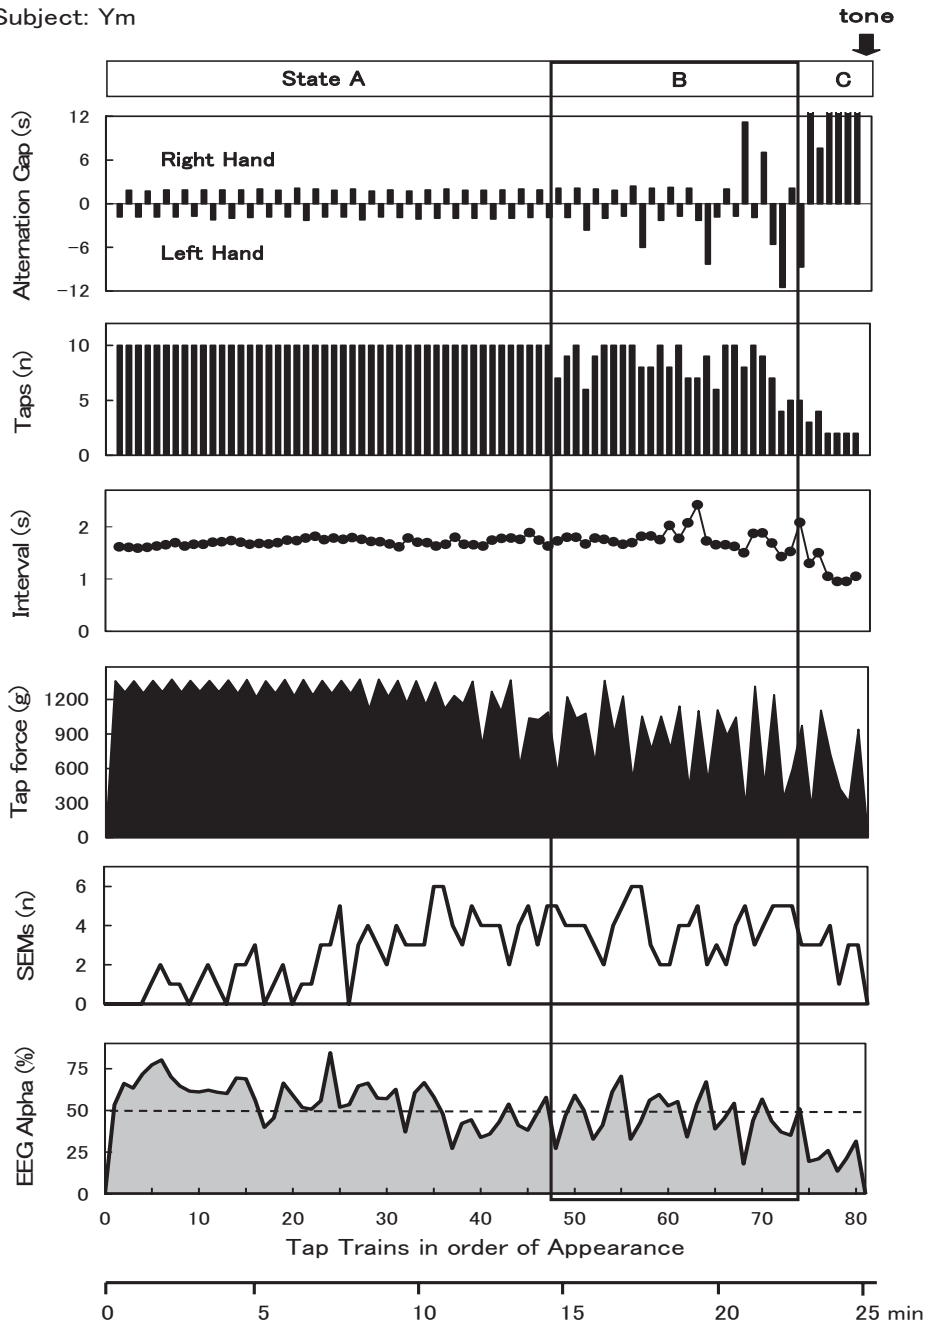 Subject: Ym
tone
State A
B
C
Alternation Gap (s)
12
6
0
−6
−12
Right Hand
Left Hand
Taps (n)
10
5
0
Interval (s)
2
1
0
Tap force (g)
1200
900
600
300
0
SEMs (n)
6
4
2
0
EEG Alpha (%)
75
50
25
0
0 10 20 30 40 50 60 70 80
Tap Trains in order of Appearance
0 5 10 15 20 25 min